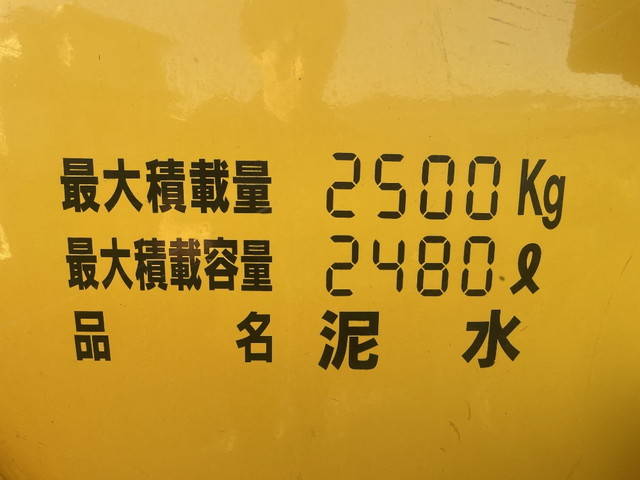 最大積載量 2500Kg
最大積載容量 2480ℓ
品名 泥水